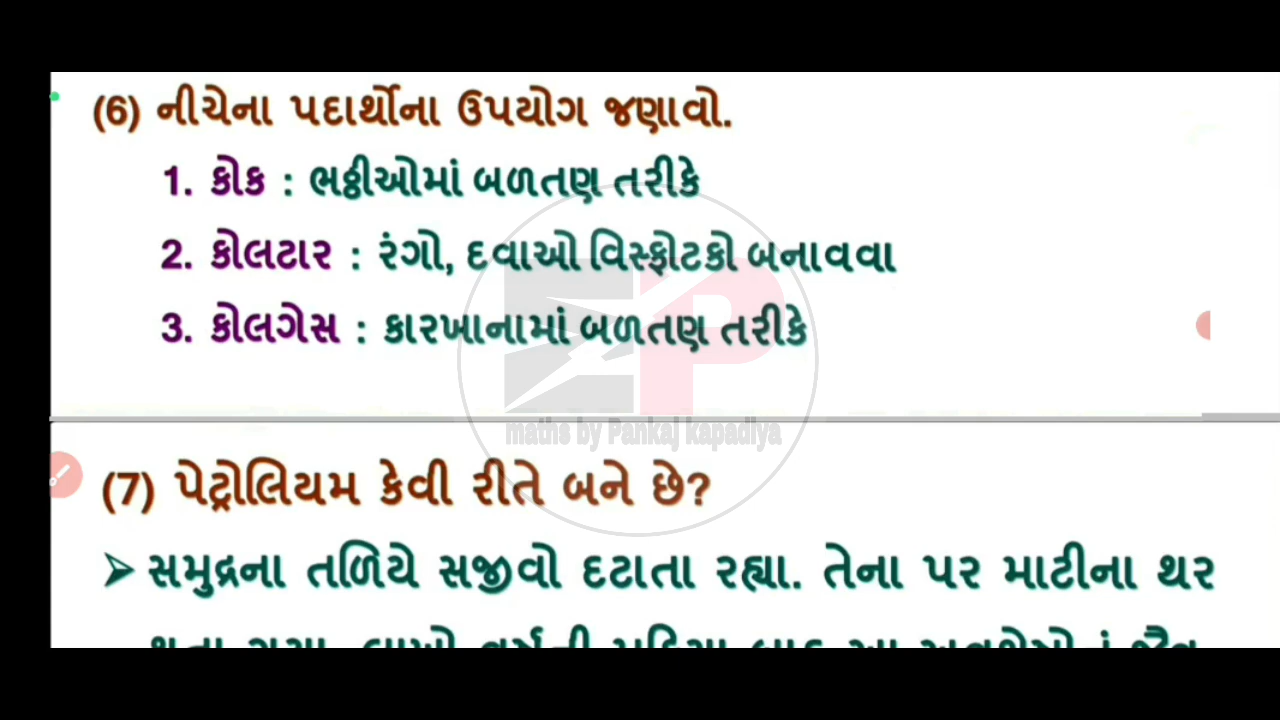 (6) નીચેના પદાર્થોના ઉપયોગ જણાવો.
1. કોક : ભઠ્ઠીઓમાં બળતણ તરીકે
2. કોલટાર : રંગો, દવાઓ વિસ્ફોટકો બનાવવા
3. કોલગેસ : કારખાનામાં બળતણ તરીકે
maths by Pankaj kapadiya
(7) પેટ્રોલિયમ કેવી રીતે બને છે?
➢ સમુદ્રના તળિયે સજીવો દટાતા રહ્યા. તેના પર માટીના થર